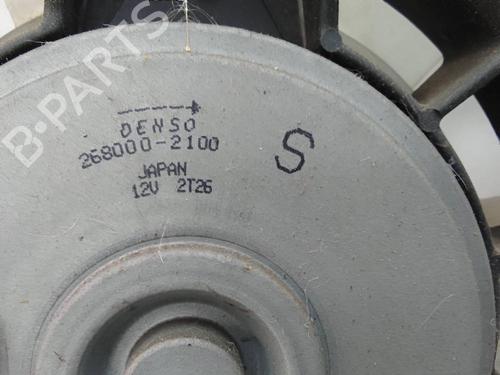 B-PARTS
DENSO
268000-2100
S
JAPAN
12V 2T26